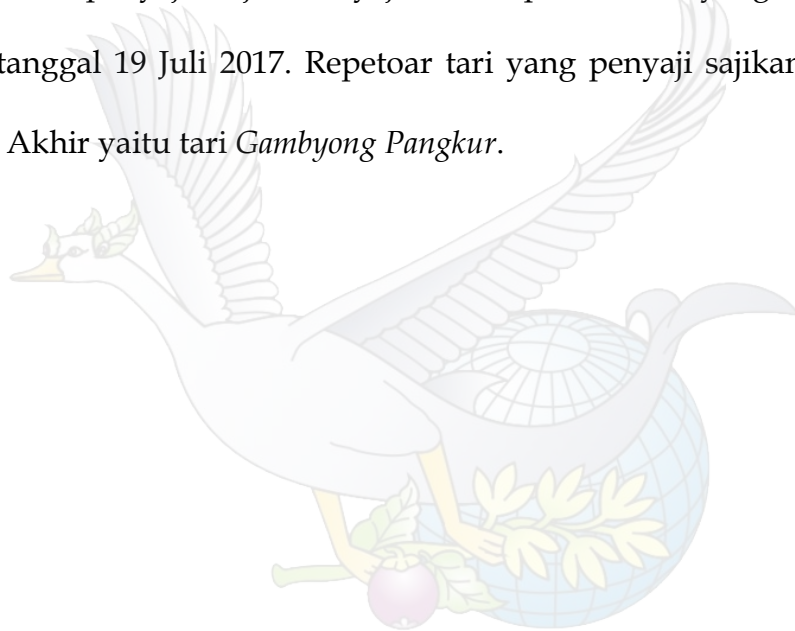 tanggal 19 Juli 2017. Repetoar tari yang penyaji sajikan
Akhir yaitu tari Gambyong Pangkur.